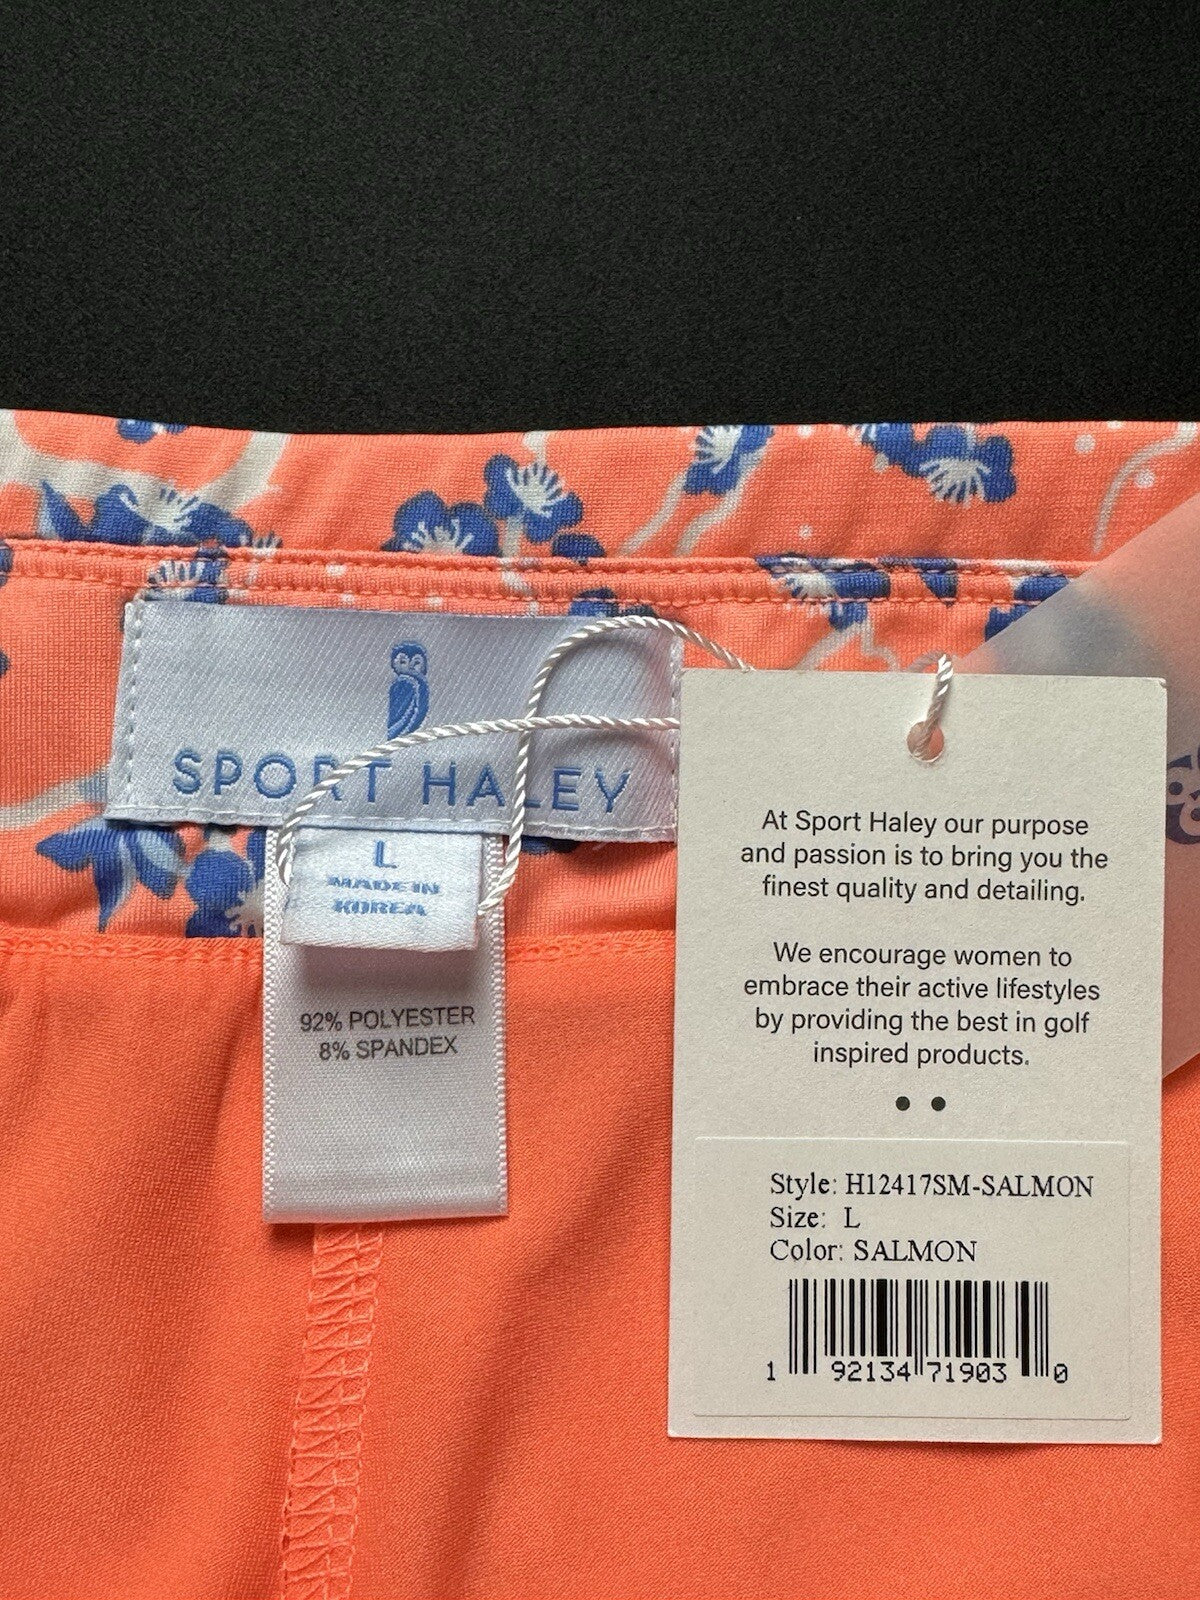 SPORT HALEY
L
MADE IN
KOREA
92% POLYESTER
8% SPANDEX
At Sport Haley our purpose
and passion is to bring you the
finest quality and detailing.
We encourage women to
embrace their active lifestyles
by providing the best in golf
inspired products.
Style: H12417SM-SALMON
Size: L
Color: SALMON
1 92134 71903 0